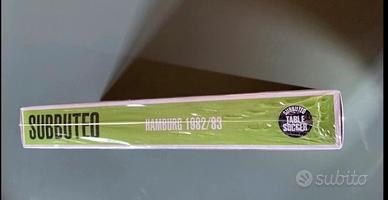 SUBBUTEO
HAMBURG 1982/83
SUBBUTEO
TABLE
SOCCER
subito